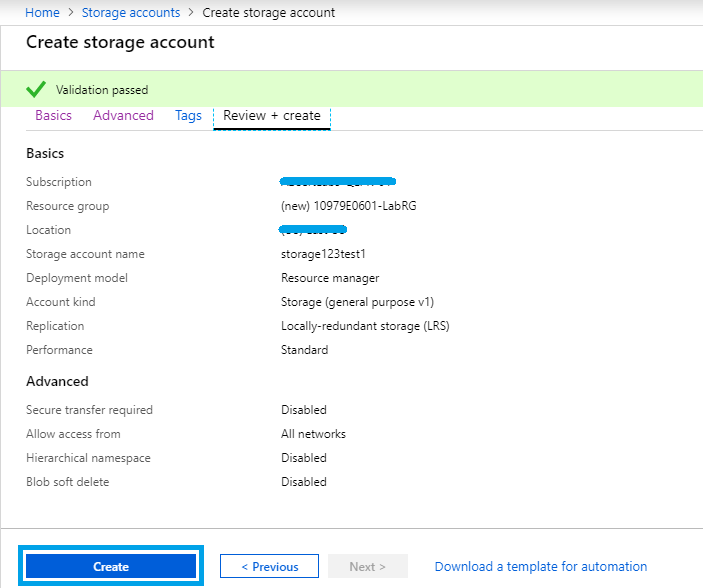 Home > Storage accounts > Create storage account
Create storage account
Validation passed
Basics Advanced Tags Review + create
Basics
Subscription
Resource group (new) 10979E0601-LabRG
Location
Storage account name storage123test1
Deployment model Resource manager
Account kind Storage (general purpose v1)
Replication Locally-redundant storage (LRS)
Performance Standard
Advanced
Secure transfer required Disabled
Allow access from All networks
Hierarchical namespace Disabled
Blob soft delete Disabled
Create < Previous Next > Download a template for automation